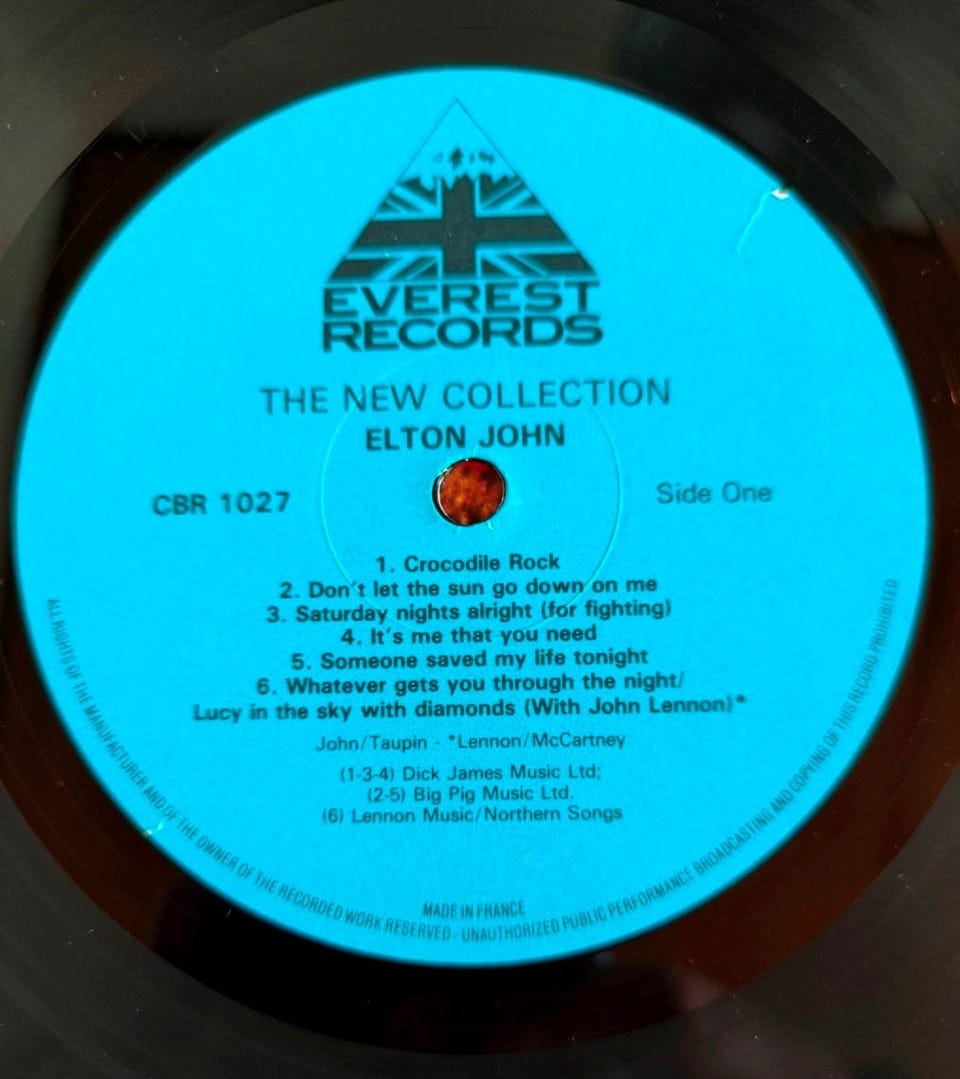 EVEREST
RECORDS
THE NEW COLLECTION
ELTON JOHN
CBR 1027
Side One
1. Crocodile Rock
2. Don't let the sun go down on me
3. Saturday nights alright (for fighting)
4. It's me that you need
5. Someone saved my life tonight
6. Whatever gets you through the night/
Lucy in the sky with diamonds (With John Lennon)*
John/Taupin - *Lennon/McCartney
(1-3-4) Dick James Music Ltd;
(2-5) Big Pig Music Ltd.
(6) Lennon Music/Northern Songs
MADE IN FRANCE
ALL RIGHTS OF THE MANUFACTURER AND OF THE OWNER OF THE RECORDED WORK RESERVED - UNAUTHORIZED PUBLIC PERFORMANCE BROADCASTING AND COPYING OF THIS RECORD PROHIBITED